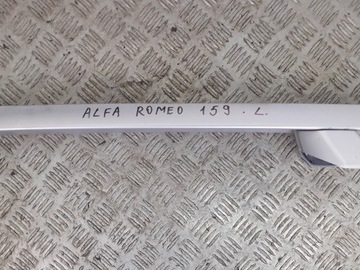 ALFA ROMEO 159. L.